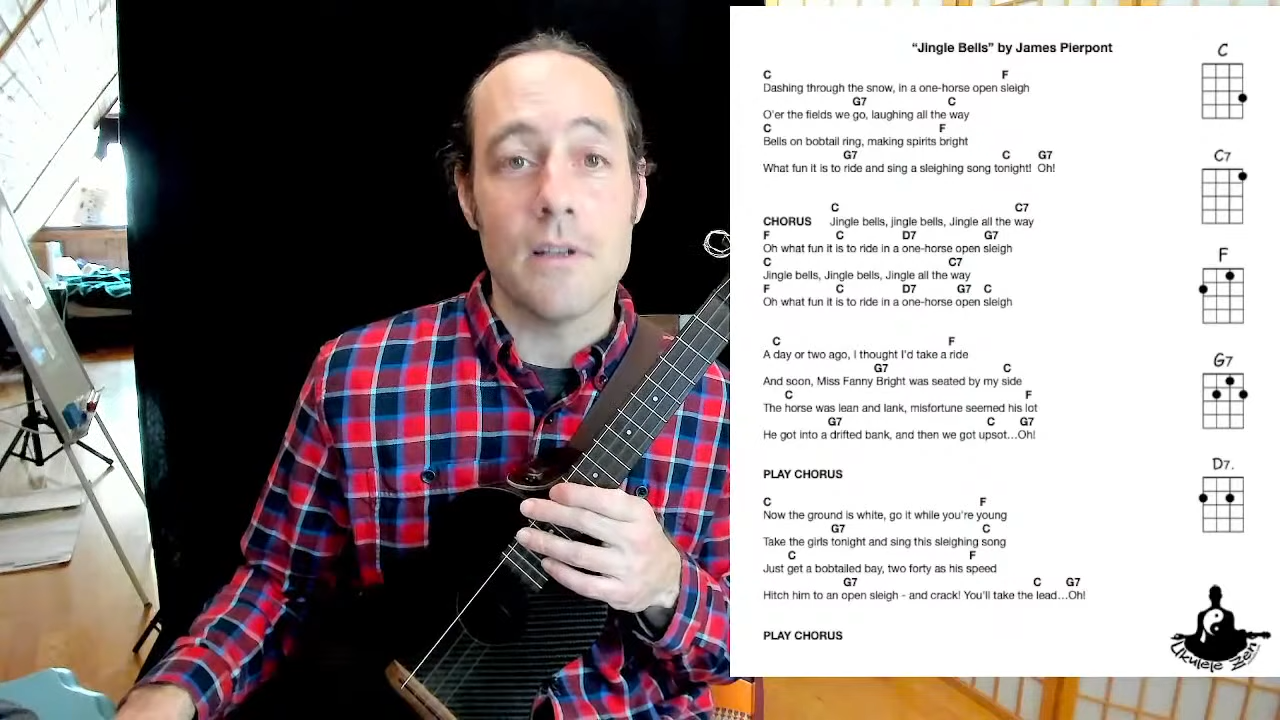 “Jingle Bells” by James Pierpont
C F
Dashing through the snow, in a one-horse open sleigh
G7 C
O'er the fields we go, laughing all the way
C F
Bells on bobtail ring, making spirits bright
G7 C G7
What fun it is to ride and sing a sleighing song tonight! Oh!
C C7
CHORUS Jingle bells, jingle bells, Jingle all the way
F C D7 G7
Oh what fun it is to ride in a one-horse open sleigh
C C7
Jingle bells, Jingle bells, Jingle all the way
F C D7 G7 C
Oh what fun it is to ride in a one-horse open sleigh
C F
A day or two ago, I thought I'd take a ride
G7 C
And soon, Miss Fanny Bright was seated by my side
C F
The horse was lean and lank, misfortune seemed his lot
G7 C G7
He got into a drifted bank, and then we got upsot...Oh!
PLAY CHORUS
C F
Now the ground is white, go it while you're young
G7 C
Take the girls tonight and sing this sleighing song
C F
Just get a bobtailed bay, two forty as his speed
G7 C G7
Hitch him to an open sleigh - and crack! You'll take the lead...Oh!
PLAY CHORUS
C
C7
F
G7
D7.
Ukulele Zen